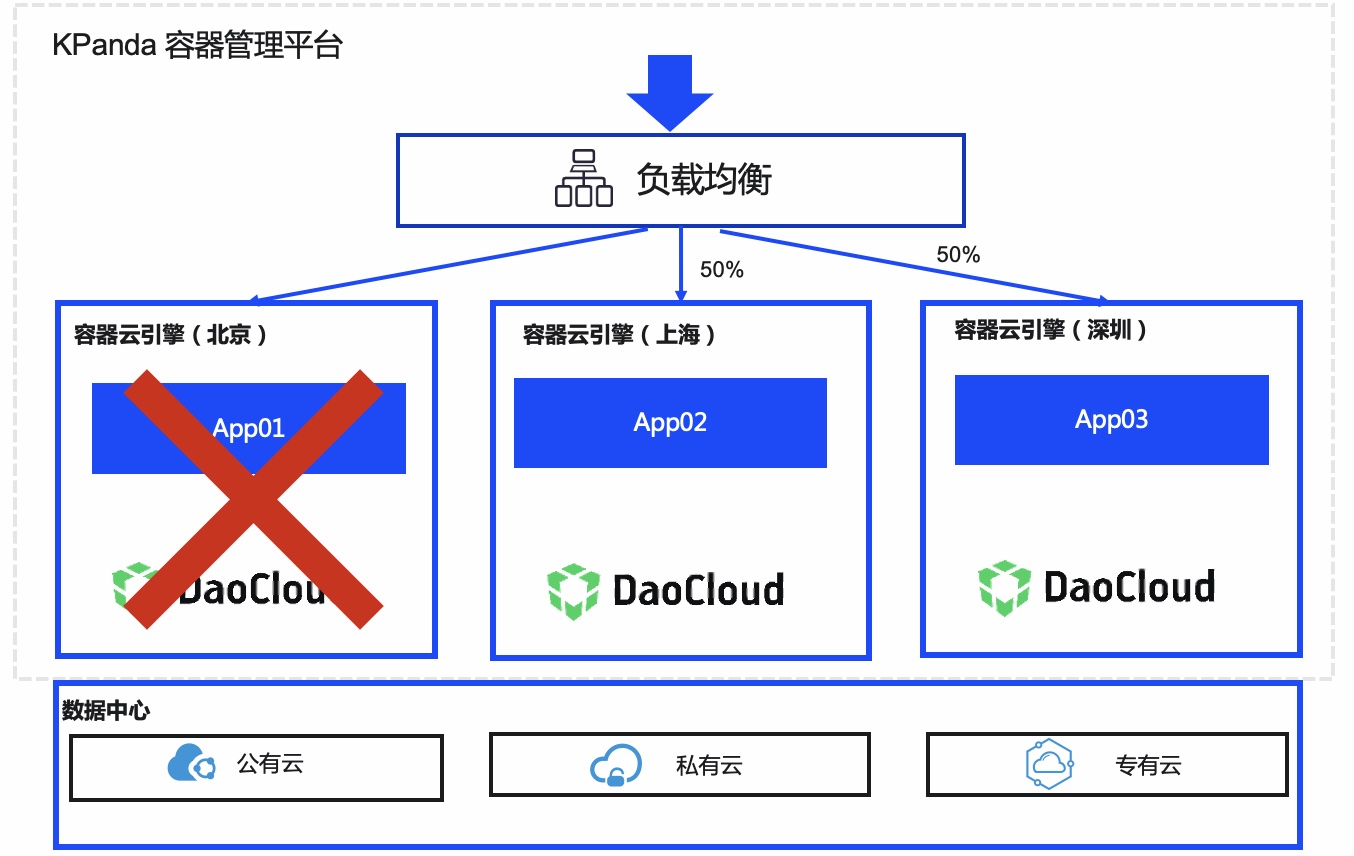 KPanda 容器管理平台
负载均衡
50%
50%
容器云引擎（北京）
容器云引擎（上海）
容器云引擎（深圳）
App01
App02
App03
DaoClou
DaoCloud
DaoCloud
数据中心
公有云
私有云
专有云